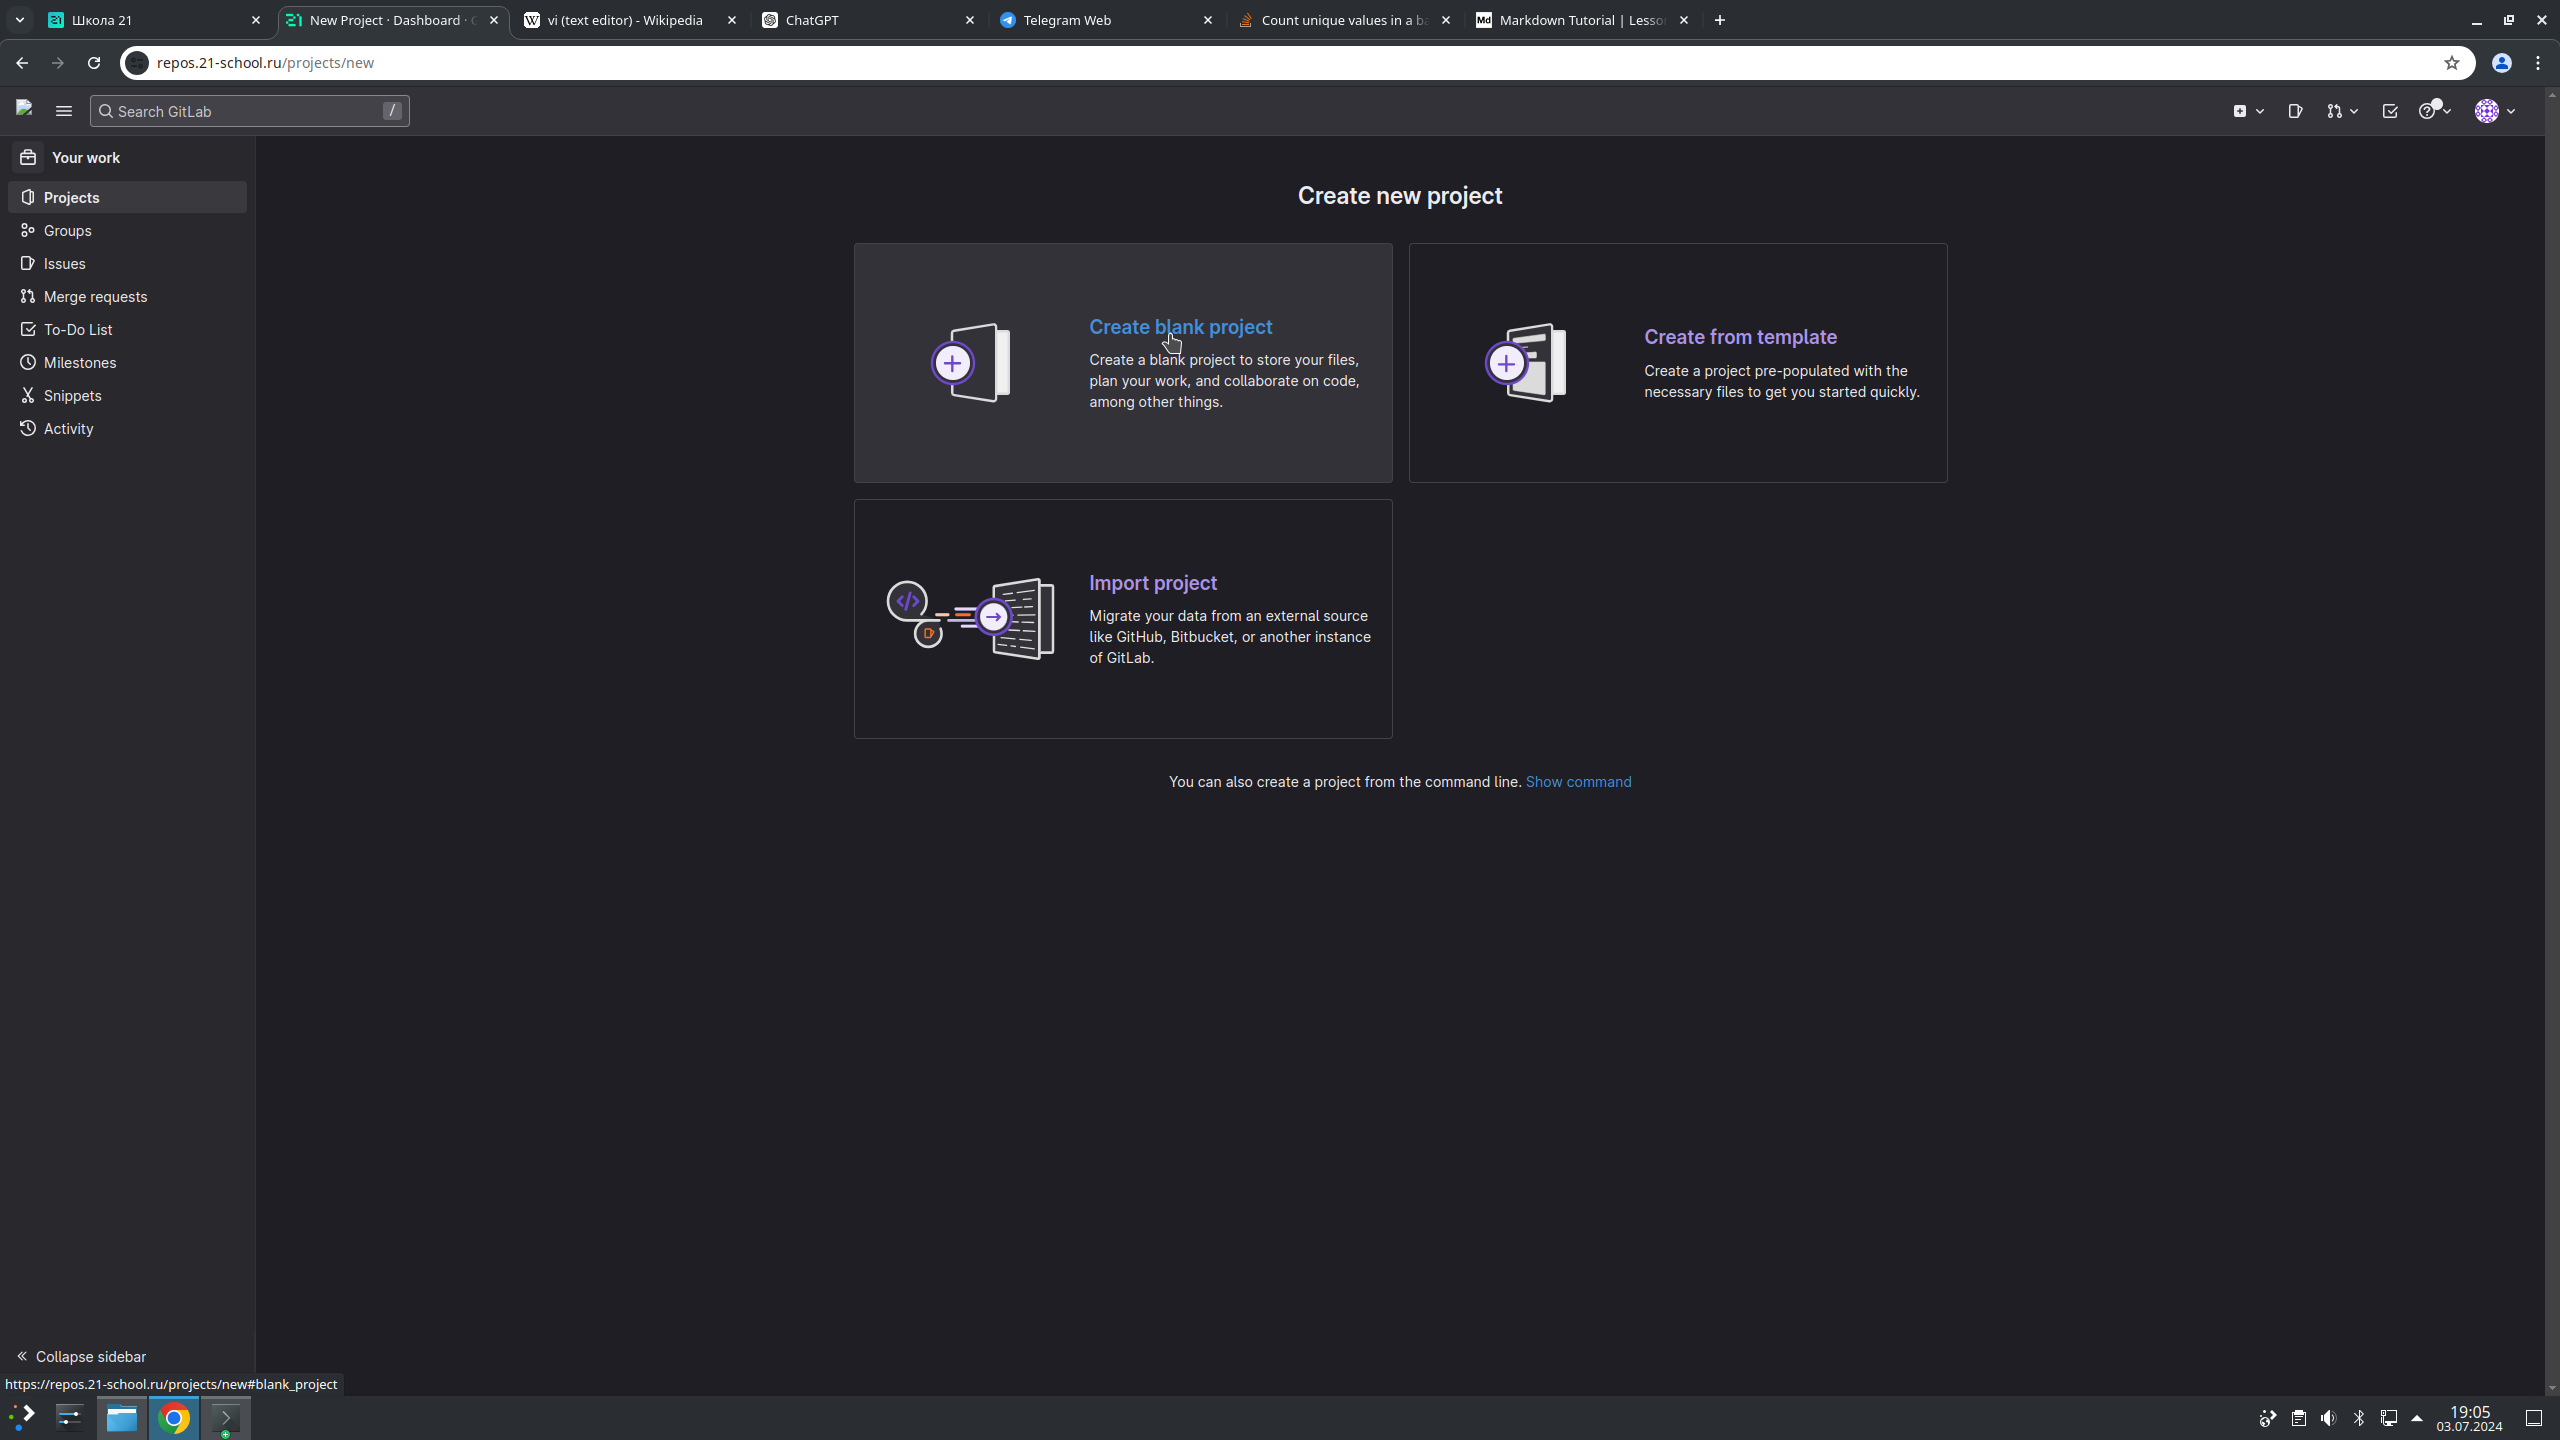 Школа 21
New Project · Dashboard ·
vi (text editor) - Wikipedia
ChatGPT
Telegram Web
Count unique values in a ba
Markdown Tutorial | Lesso
Md
repos.21-school.ru/projects/new
Search GitLab
/
Your work
Projects
Groups
Issues
Merge requests
To-Do List
Milestones
Snippets
Activity
Create new project
Create blank project
Create a blank project to store your files,
plan your work, and collaborate on code,
among other things.
Create from template
Create a project pre-populated with the
necessary files to get you started quickly.
Import project
Migrate your data from an external source
like GitHub, Bitbucket, or another instance
of GitLab.
You can also create a project from the command line. Show command
Collapse sidebar
https://repos.21-school.ru/projects/new#blank_project
19:05
03.07.2024